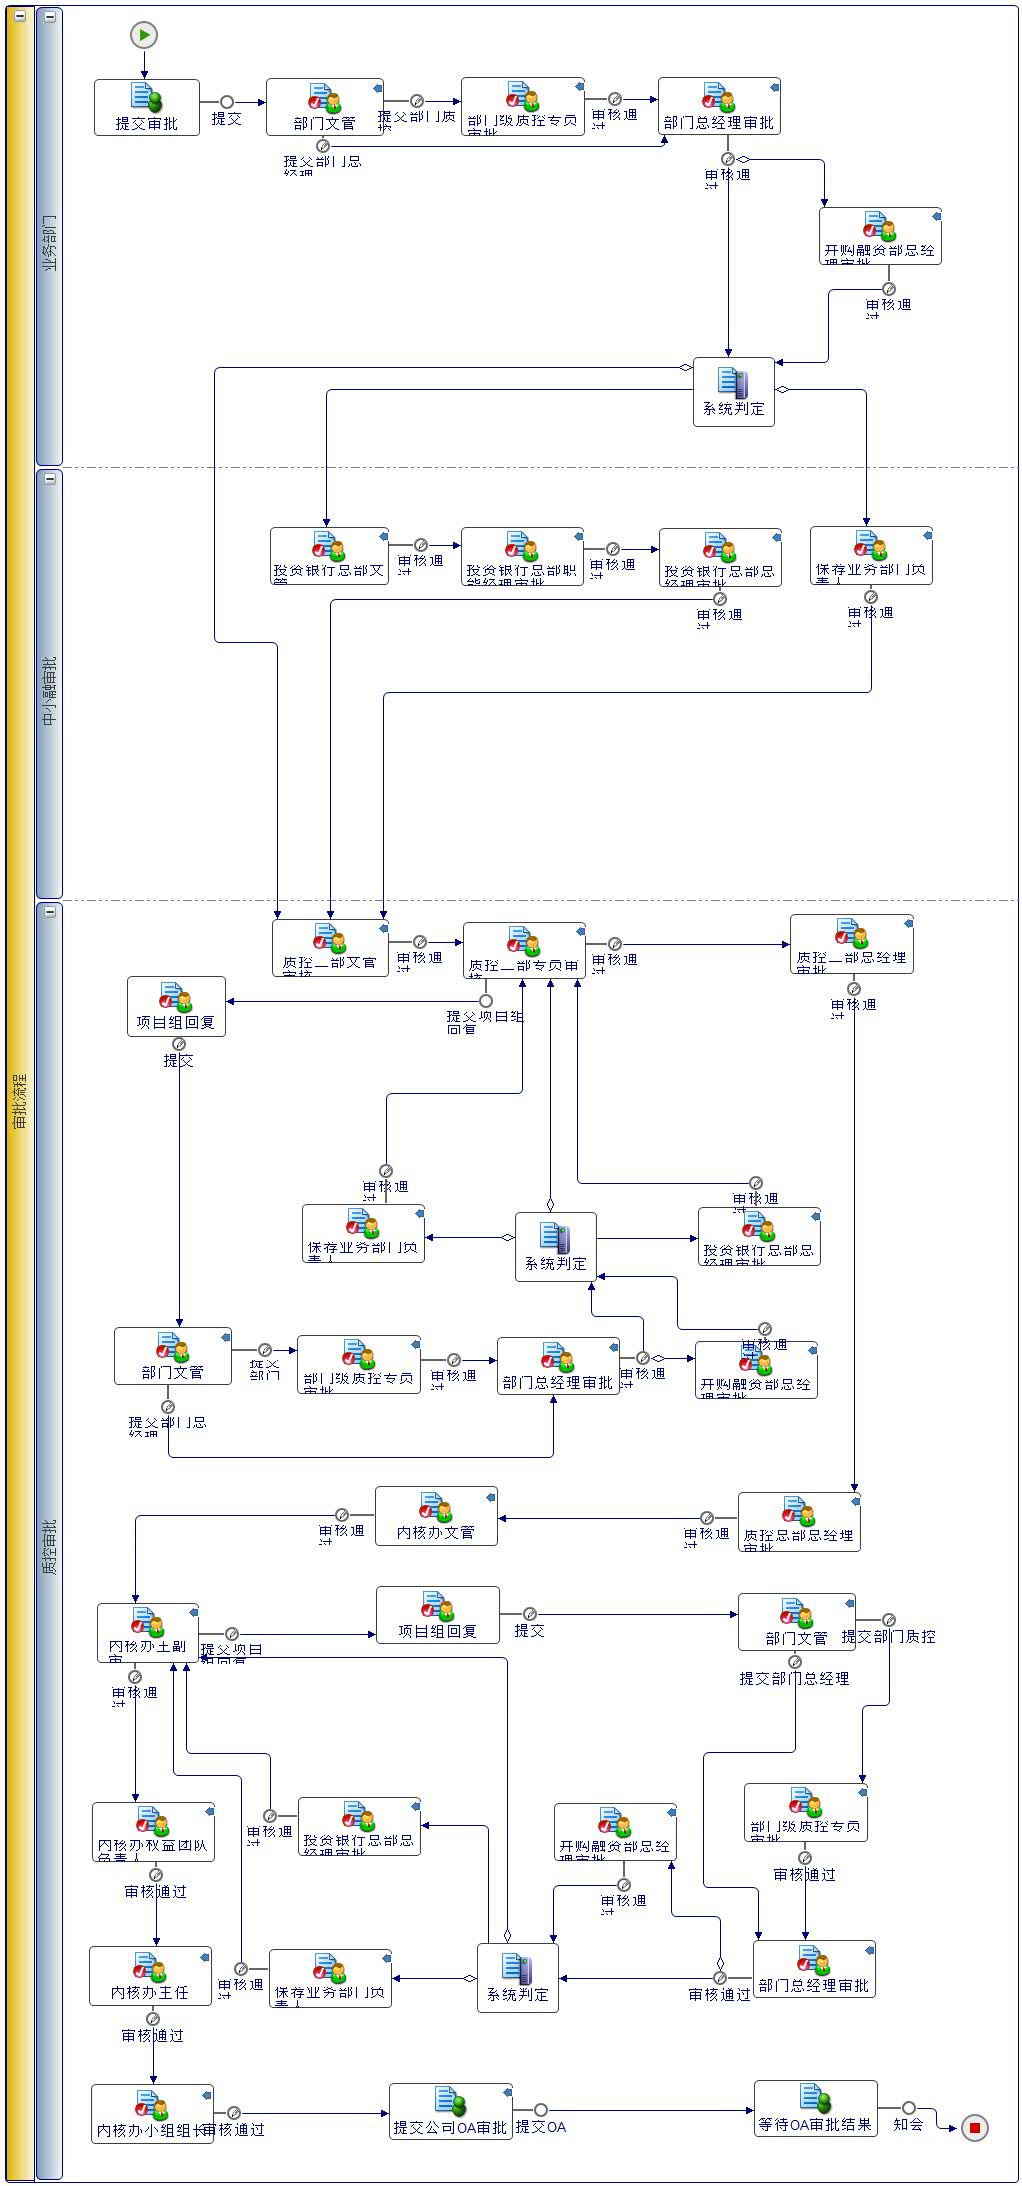 审批流程
业务部门
提交审批
提交
部门文管
提交部门质
部门级质控专员
审批
审核通
过
部门总经理审批
提交部门总
经理
审核通
过
并购融资部总经
理审批
审核通
过
系统判定
中小融审批
投资银行总部文
管
审核通
过
投资银行总部职
能经理审批
审核通
过
投资银行总部总
经理审批
审核通
过
保荐业务部门负
责人
审核通
过
质控审批
质控二部文管
审核
审核通
过
质控二部专员审
核
审核通
过
质控二部总经理
审批
审核通
过
提交项目组
回复
项目组回复
提交
审核通
过
保荐业务部门负
责人
系统判定
审核通
过
投资银行总部总
经理审批
部门文管
提交
部门
部门级质控专员
审批
审核通
过
部门总经理审批
审核通
过
审核通
过
并购融资部总经
理审批
提交部门总
经理
质控总部总经理
审批
审核通
过
内核办文管
审核通
过
内核办主副
审
提交项目
组回复
项目组回复
提交
部门文管
提交部门质控
提交部门总经理
审核通
过
部门级质控专员
审批
审核通过
内核办权益团队
负责人
审核通过
审核通
过
投资银行总部总
经理审批
并购融资部总经
理审批
审核通
过
内核办主任
审核通过
审核通
过
保荐业务部门负
责人
系统判定
审核通过
部门总经理审批
内核办小组组长
审核通过
提交公司OA审批
提交OA
等待OA审批结果
知会